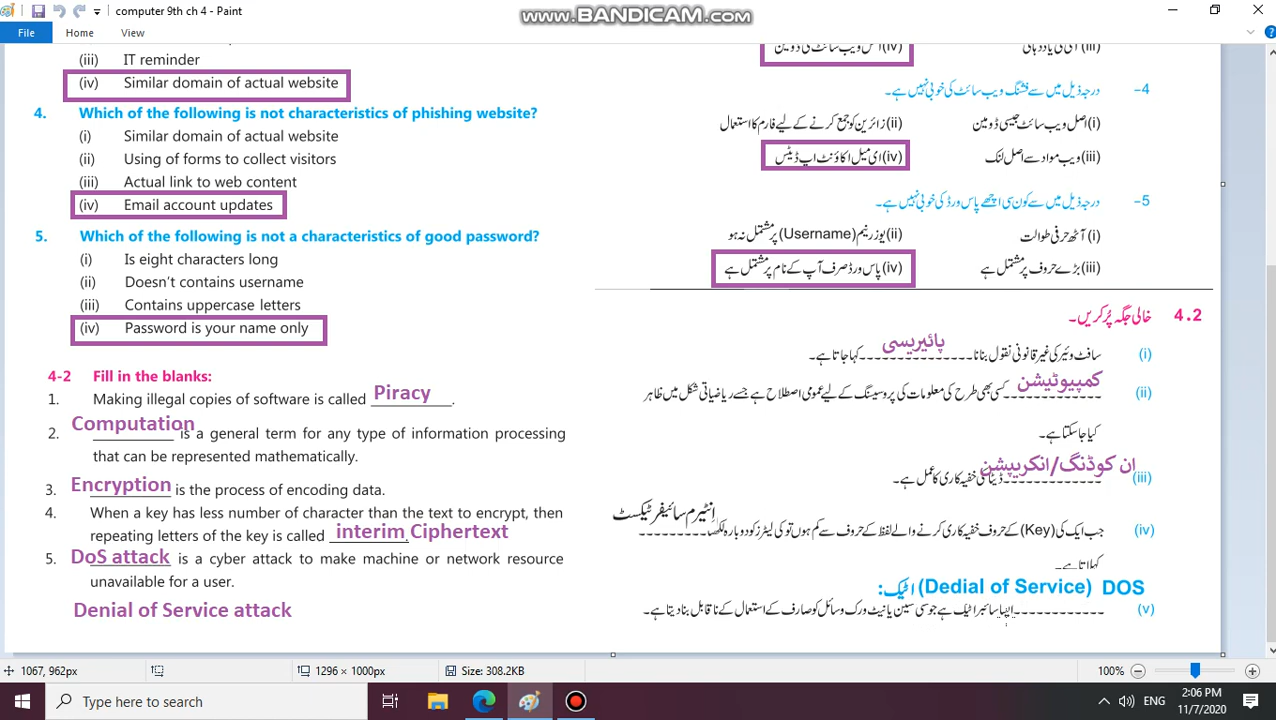 computer 9th ch 4 - Paint
www.BANDICAM.com
File Home View
(iii) IT reminder
(iv) Similar domain of actual website
4. Which of the following is not characteristics of phishing website?
(i) Similar domain of actual website
(ii) Using of forms to collect visitors
(iii) Actual link to web content
(iv) Email account updates
5. Which of the following is not a characteristics of good password?
(i) Is eight characters long
(ii) Doesn't contains username
(iii) Contains uppercase letters
(iv) Password is your name only
4-2 Fill in the blanks:
1. Making illegal copies of software is called Piracy.
Computation
2. ____________ is a general term for any type of information processing
that can be represented mathematically.
3. Encryption is the process of encoding data.
4. When a key has less number of character than the text to encrypt, then
repeating letters of the key is called interim Ciphertext
5. DoS attack is a cyber attack to make machine or network resource
unavailable for a user.
Denial of Service attack
4- درجہ ذیل میں سے فشنگ ویب سائٹ کی خوبی نہیں ہے۔
(i) اصل ویب سائٹ جیسی ڈومین (ii) زائرین کو جمع کرنے کے لیے فارم کا استعمال
(iii) ویب مواد سے اصل لنک (iv) ای میل اکاؤنٹ اپ ڈیٹس
5- درجہ ذیل میں سے کون سی اچھے پاس ورڈ کی خوبی نہیں ہے۔
(i) آٹھ حرفی طوالت (ii) یوزر نیم (Username) پر مشتمل نہ ہو
(iii) بڑے حروف پر مشتمل ہے (iv) پاس ورڈ صرف آپ کے نام پر مشتمل ہے
4.2 خالی جگہ پُر کریں۔
(i) سافٹ وئیر کی غیر قانونی نقول بنانا پائیریسی کہا جاتا ہے۔
(ii) کمپیوٹیشن کسی بھی طرح کی معلومات کی پروسیسنگ کے لیے عمومی اصطلاح ہے جسے ریاضیاتی شکل میں ظاہر
کیا جا سکتا ہے۔
ان کوڈنگ/انکریپشن
(iii) ڈیٹا کی خفیہ کاری کا عمل ہے۔
اِنٹیرم سائیفر ٹیکسٹ
(iv) جب ایک کی (Key) کے حروف خفیہ کاری کرنے والے لفظ کے حروف سے کم ہوں تو کی لیٹرز کو دوبارہ لکھنا
کہلاتا ہے۔
DOS (Dedial of Service) اٹیک:
(v) ایسا سائبر اٹیک ہے جو سی سٹین یا نیٹ ورک وسائل کو صارف کے استعمال کے نا قابل بنا دیتا ہے۔
1067, 962px 1296 × 1000px Size: 308.2KB 100%
Type here to search
ENG 2:06 PM
11/7/2020